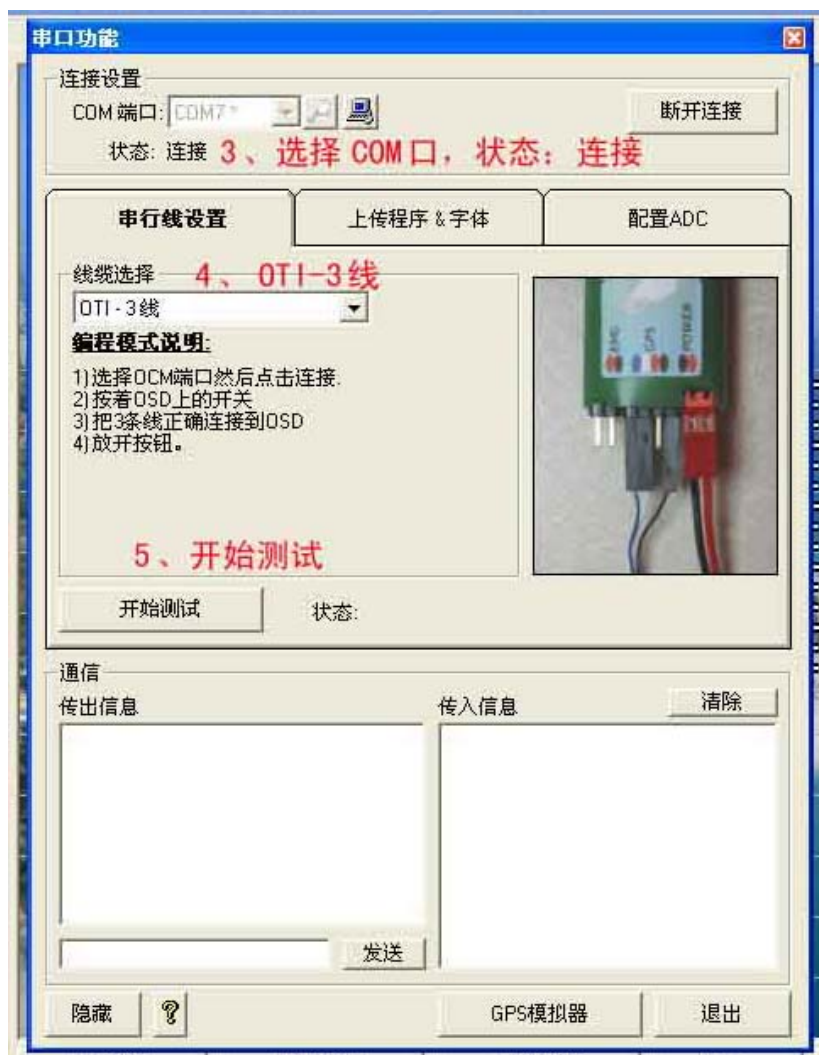 串口功能
连接设置
COM 端口: COM7 *
断开连接
状态: 连接
3、选择 COM 口，状态：连接
串行线设置
上传程序 & 字体
配置ADC
线缆选择
4、 OTI-3 线
OTI - 3 线
编程模式说明:
1) 选择OCM端口然后点击连接.
2) 按着OSD上的开关
3) 把3条线正确连接到OSD
4) 放开按钮。
GPS
POWER
5、开始测试
开始测试
状态:
通信
传出信息
传入信息
清除
发送
隐藏
?
GPS模拟器
退出